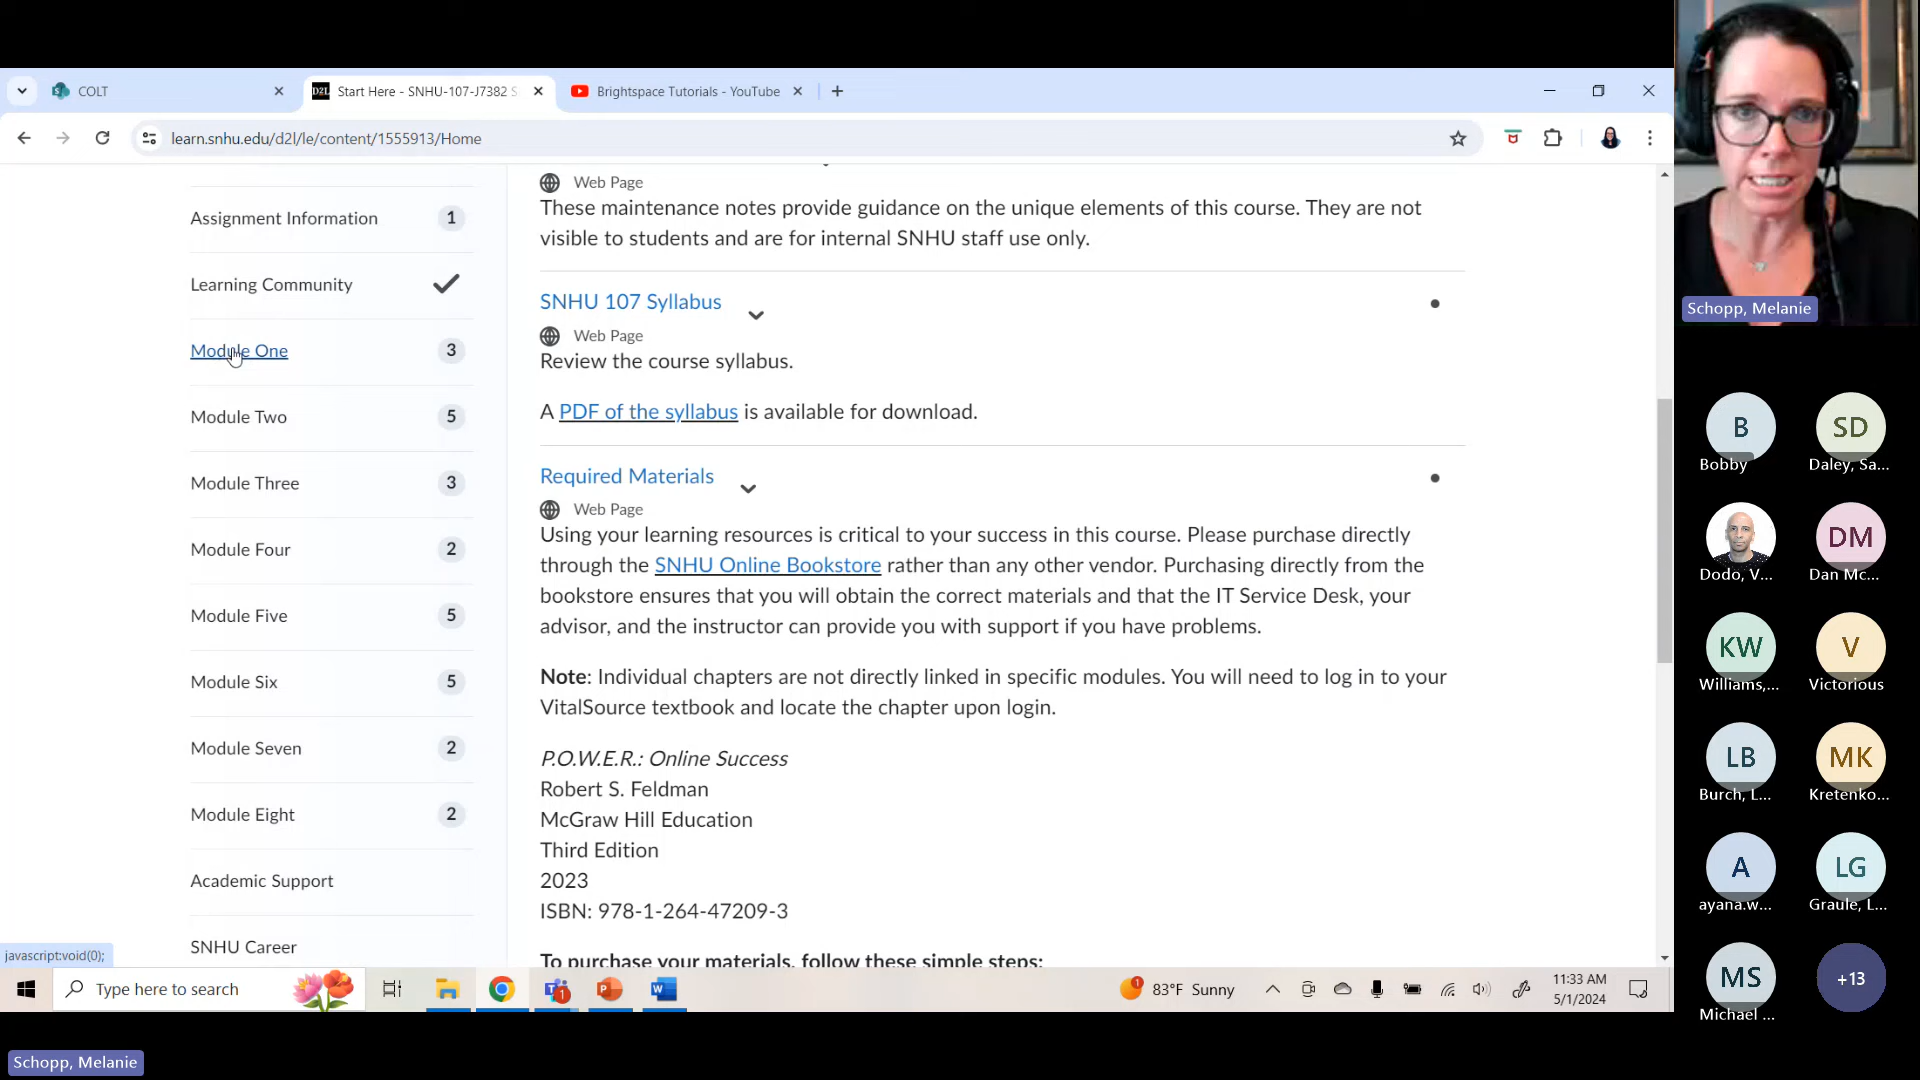 COLT
Start Here - SNHU-107-J7382 S
Brightspace Tutorials - YouTube
learn.snhu.edu/d2l/le/content/1555913/Home
Assignment Information 1
Learning Community
Module One 3
Module Two 5
Module Three 3
Module Four 2
Module Five 5
Module Six 5
Module Seven 2
Module Eight 2
Academic Support
SNHU Career
javascript:void(0);
Web Page
These maintenance notes provide guidance on the unique elements of this course. They are not
visible to students and are for internal SNHU staff use only.
SNHU 107 Syllabus
Web Page
Review the course syllabus.
A PDF of the syllabus is available for download.
Required Materials
Web Page
Using your learning resources is critical to your success in this course. Please purchase directly
through the SNHU Online Bookstore rather than any other vendor. Purchasing directly from the
bookstore ensures that you will obtain the correct materials and that the IT Service Desk, your
advisor, and the instructor can provide you with support if you have problems.
Note: Individual chapters are not directly linked in specific modules. You will need to log in to your
VitalSource textbook and locate the chapter upon login.
P.O.W.E.R.: Online Success
Robert S. Feldman
McGraw Hill Education
Third Edition
2023
ISBN: 978-1-264-47209-3
To purchase your materials, follow these simple steps:
Type here to search
1
1
83°F Sunny
11:33 AM
5/1/2024
Schopp, Melanie
B
Bobby
SD
Daley, Sa...
Dodo, V...
DM
Dan Mc...
KW
Williams,...
V
Victorious
LB
Burch, L...
MK
Kretenko...
A
ayana.w...
LG
Graule, L...
MS
Michael ...
+13
Schopp, Melanie